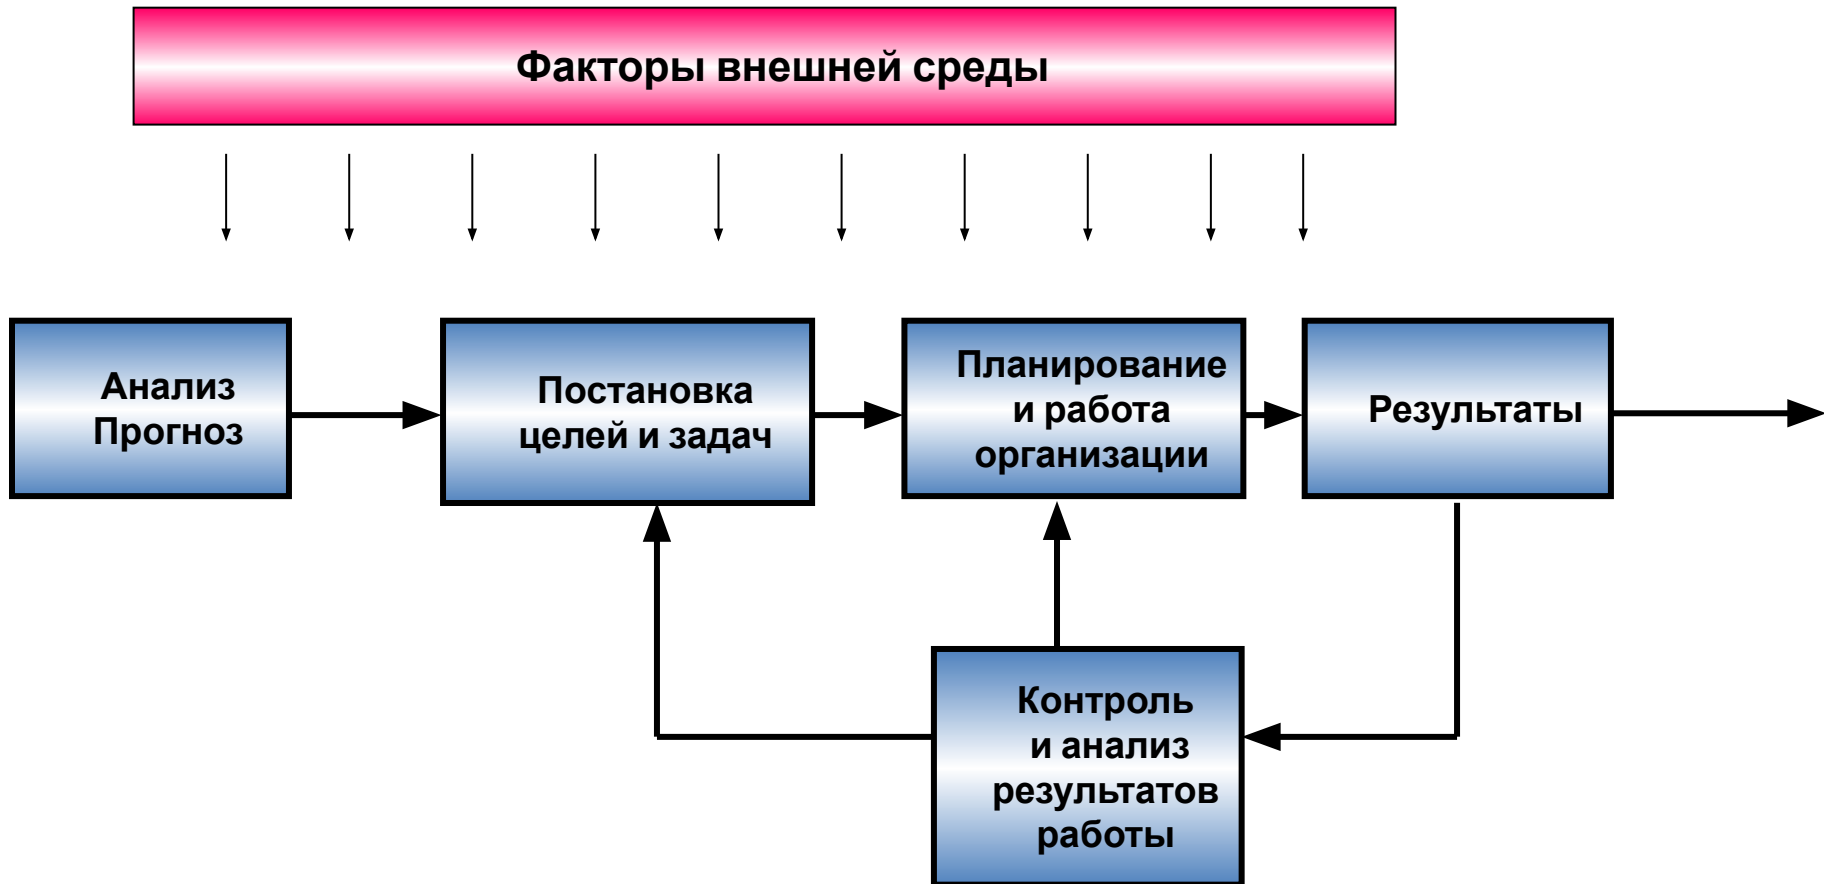 Факторы внешней среды
Анализ
Прогноз
Постановка
целей и задач
Планирование
и работа
организации
Результаты
Контроль
и анализ
результатов
работы